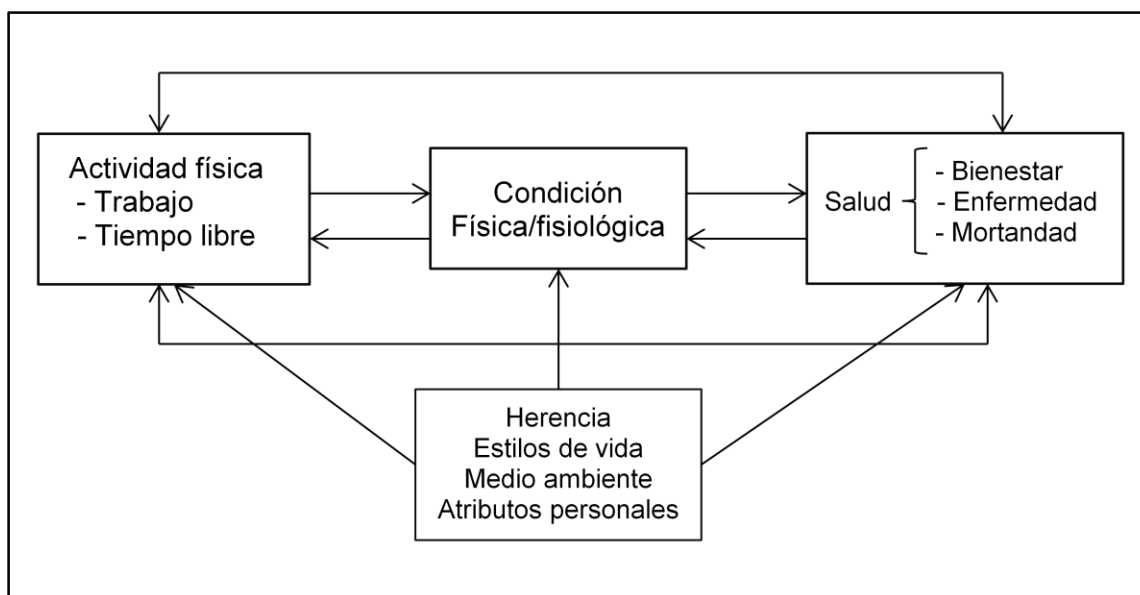 Actividad física
- Trabajo
- Tiempo libre
Condición
Física/fisiológica
Salud
- Bienestar
- Enfermedad
- Mortandad
Herencia
Estilos de vida
Medio ambiente
Atributos personales